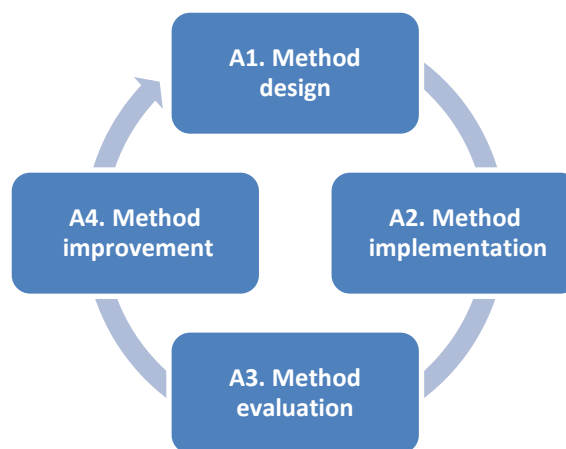 A1. Method
design
A2. Method
implementation
A3. Method
evaluation
A4. Method
improvement